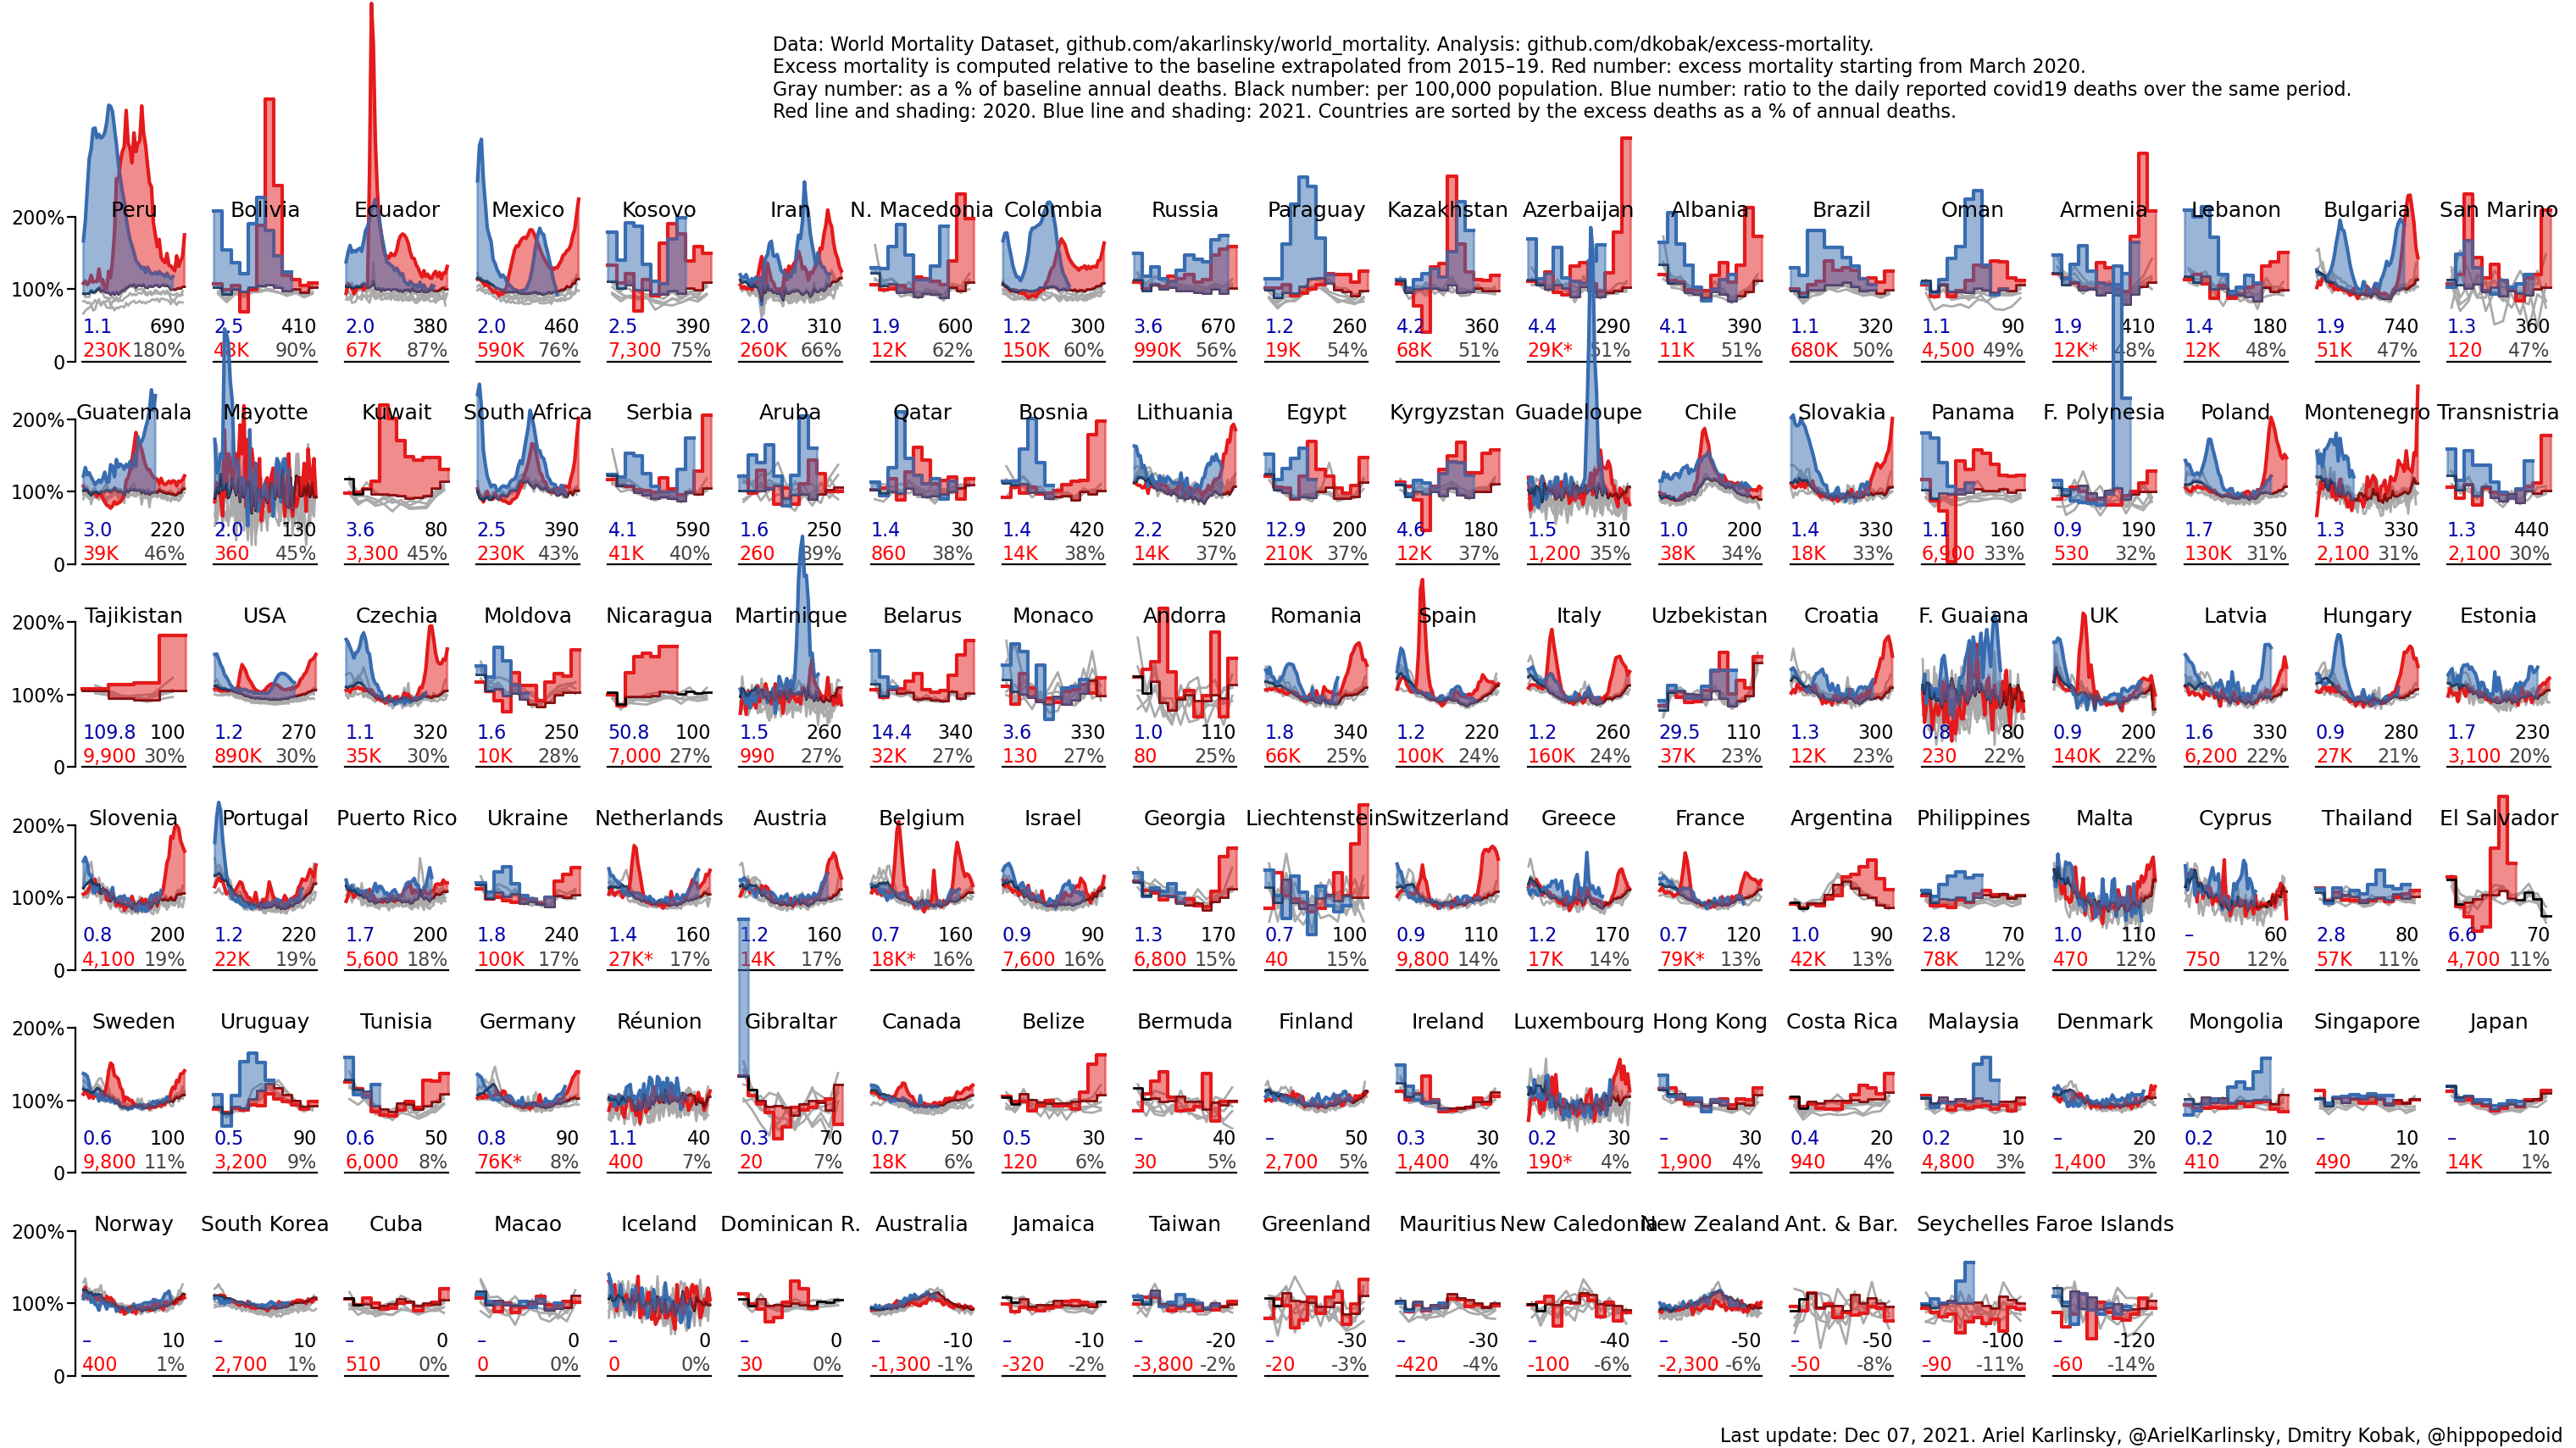 Data: World Mortality Dataset, github.com/akarlinsky/world_mortality. Analysis: github.com/dkobak/excess-mortality.
Excess mortality is computed relative to the baseline extrapolated from 2015–19. Red number: excess mortality starting from March 2020.
Gray number: as a % of baseline annual deaths. Black number: per 100,000 population. Blue number: ratio to the daily reported covid19 deaths over the same period.
Red line and shading: 2020. Blue line and shading: 2021. Countries are sorted by the excess deaths as a % of annual deaths.
200% Peru Bolivia Ecuador Mexico Kosovo Iran N. Macedonia Colombia Russia Paraguay Kazakhstan Azerbaijan Albania Brazil Oman Armenia Lebanon Bulgaria San Marino
100%
1.1 690 2.5 410 2.0 380 2.0 460 2.5 390 2.0 310 1.9 600 1.2 300 3.6 670 1.2 260 4.2 360 4.4 290 4.1 390 1.1 320 1.1 90 1.9 410 1.4 180 1.9 740 1.3 360
0 230K 180% 43K 90% 67K 87% 590K 76% 7,300 75% 260K 66% 12K 62% 150K 60% 990K 56% 19K 54% 68K 51% 29K* 51% 11K 51% 680K 50% 4,500 49% 12K* 48% 12K 48% 51K 47% 120 47%
200% Guatemala Mayotte Kuwait South Africa Serbia Aruba Qatar Bosnia Lithuania Egypt Kyrgyzstan Guadeloupe Chile Slovakia Panama F. Polynesia Poland Montenegro Transnistria
100%
3.0 220 2.0 130 3.6 80 2.5 390 4.1 590 1.6 250 1.4 30 1.4 420 2.2 520 12.9 200 4.6 180 1.5 310 1.0 200 1.4 330 1.1 160 0.9 190 1.7 350 1.3 330 1.3 440
0 39K 46% 360 45% 3,300 45% 230K 43% 41K 40% 260 39% 860 38% 14K 38% 14K 37% 210K 37% 12K 37% 1,200 35% 38K 34% 18K 33% 6,900 33% 530 32% 130K 31% 2,100 31% 2,100 30%
200% Tajikistan USA Czechia Moldova Nicaragua Martinique Belarus Monaco Andorra Romania Spain Italy Uzbekistan Croatia F. Guaiana UK Latvia Hungary Estonia
100%
109.8 100 1.2 270 1.1 320 1.6 250 50.8 100 1.5 260 14.4 340 3.6 330 1.0 110 1.8 340 1.2 220 1.2 260 29.5 110 1.3 300 0.8 80 0.9 200 1.6 330 0.9 280 1.7 230
0 9,900 30% 890K 30% 35K 30% 10K 28% 7,000 27% 990 27% 32K 27% 130 27% 80 25% 66K 25% 100K 24% 160K 24% 37K 23% 12K 23% 230 22% 140K 22% 6,200 22% 27K 21% 3,100 20%
200% Slovenia Portugal Puerto Rico Ukraine Netherlands Austria Belgium Israel Georgia Liechtenstein Switzerland Greece France Argentina Philippines Malta Cyprus Thailand El Salvador
100%
0.8 200 1.2 220 1.7 200 1.8 240 1.4 160 1.2 160 0.7 160 0.9 90 1.3 170 0.7 100 0.9 110 1.2 170 0.7 120 1.0 90 2.8 70 1.0 110 – 60 2.8 80 6.6 70
0 4,100 19% 22K 19% 5,600 18% 100K 17% 27K* 17% 14K 17% 18K* 16% 7,600 16% 6,800 15% 40 15% 9,800 14% 17K 14% 79K* 13% 42K 13% 78K 12% 470 12% 750 12% 57K 11% 4,700 11%
200% Sweden Uruguay Tunisia Germany Réunion Gibraltar Canada Belize Bermuda Finland Ireland Luxembourg Hong Kong Costa Rica Malaysia Denmark Mongolia Singapore Japan
100%
0.6 100 0.5 90 0.6 50 0.8 90 1.1 40 0.3 70 0.7 50 0.5 30 – 40 – 50 0.3 30 0.2 30 – 30 0.4 20 0.2 10 – 20 0.2 10 – 10 – 10
0 9,800 11% 3,200 9% 6,000 8% 76K* 8% 400 7% 20 7% 18K 6% 120 6% 30 5% 2,700 5% 1,400 4% 190* 4% 1,900 4% 940 4% 4,800 3% 1,400 3% 410 2% 490 2% 14K 1%
200% Norway South Korea Cuba Macao Iceland Dominican R. Australia Jamaica Taiwan Greenland Mauritius New Caledonia New Zealand Ant. & Bar. Seychelles Faroe Islands
100%
– 10 – 10 – 0 – 0 – 0 – 0 – -10 – -10 – -20 – -30 – -30 – -40 – -50 – -50 – -100 – -120
0 400 1% 2,700 1% 510 0% 0 0% 0 0% 30 0% -1,300 -1% -320 -2% -3,800 -2% -20 -3% -420 -4% -100 -6% -2,300 -6% -50 -8% -90 -11% -60 -14%
Last update: Dec 07, 2021. Ariel Karlinsky, @ArielKarlinsky, Dmitry Kobak, @hippopedoid